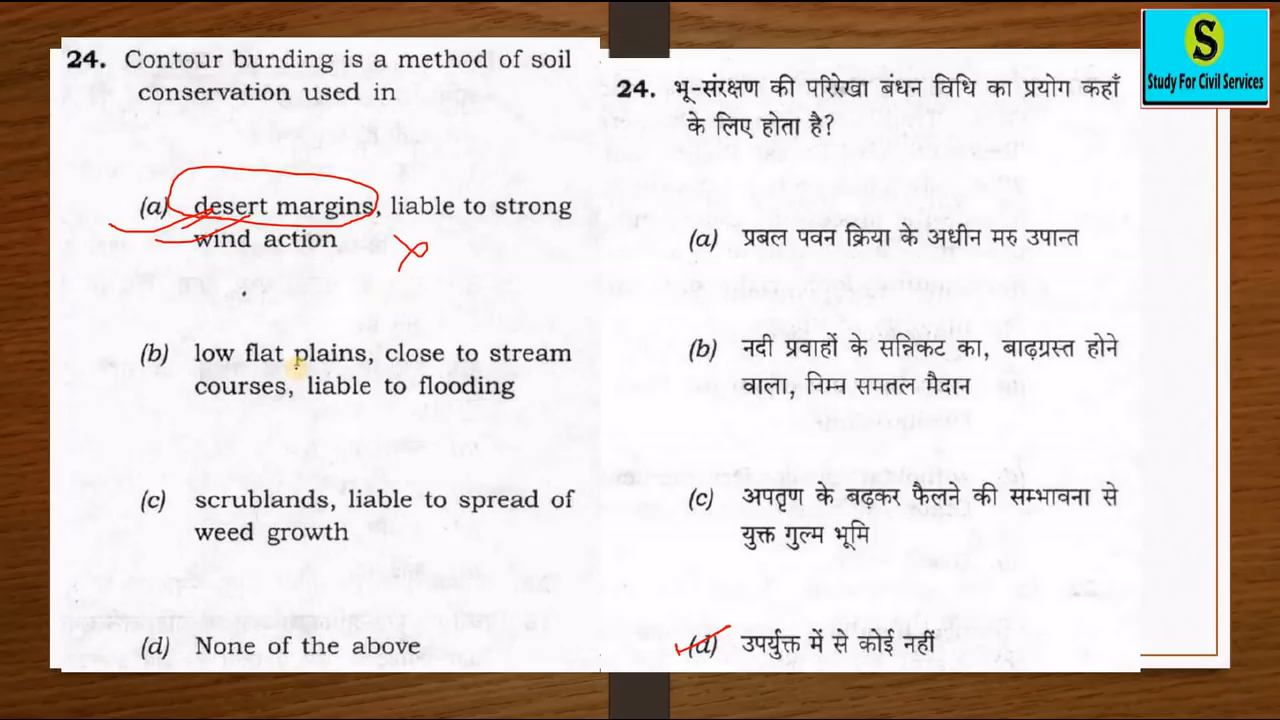 24. Contour bunding is a method of soil
conservation used in
(a) desert margins, liable to strong
wind action
(b) low flat plains, close to stream
courses, liable to flooding
(c) scrublands, liable to spread of
weed growth
(d) None of the above
24. भू-संरक्षण की परिरेखा बंधन विधि का प्रयोग कहाँ
के लिए होता है?
(a) प्रबल पवन क्रिया के अधीन मरु उपान्त
(b) नदी प्रवाहों के सन्निकट का, बाढ़ग्रस्त होने
वाला, निम्न समतल मैदान
(c) अपतृण के बढ़कर फैलने की सम्भावना से
युक्त गुल्म भूमि
(d) उपर्युक्त में से कोई नहीं
S
Study For Civil Services